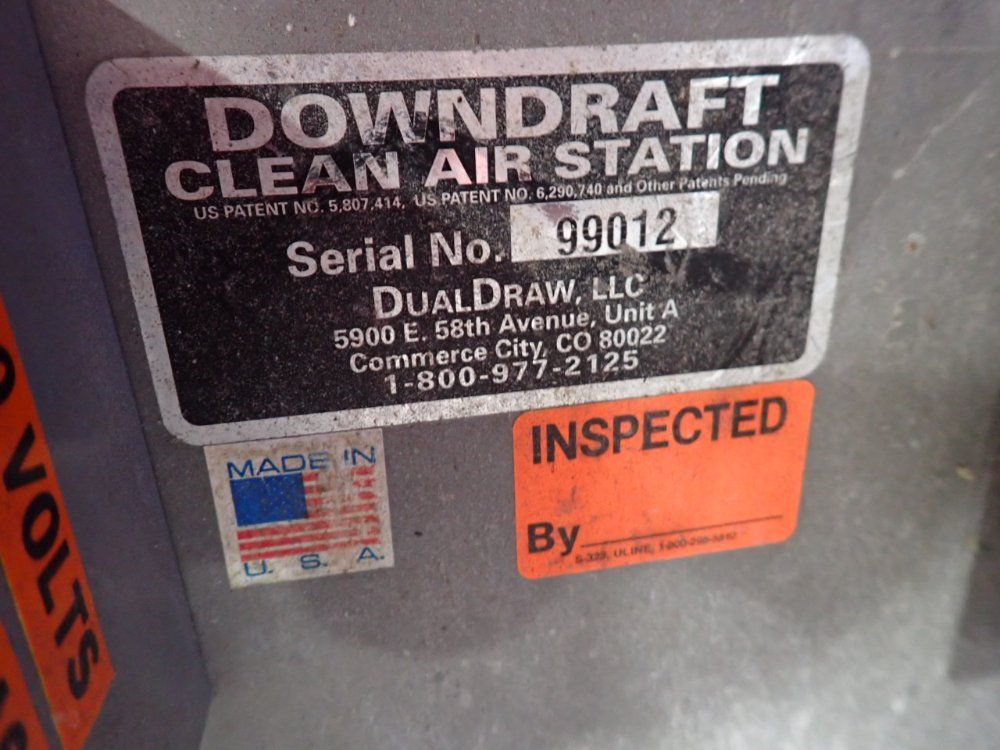 DOWNDRAFT
CLEAN AIR STATION
US PATENT NO. 5,807,414, US PATENT NO. 6,290,740 and Other Patents Pending
Serial No. 99012
DUALDRAW, LLC
5900 E. 58th Avenue, Unit A
Commerce City, CO 80022
1-800-977-2125
MADE IN
U. S. A.
INSPECTED
By
ULINE,
VOLTS